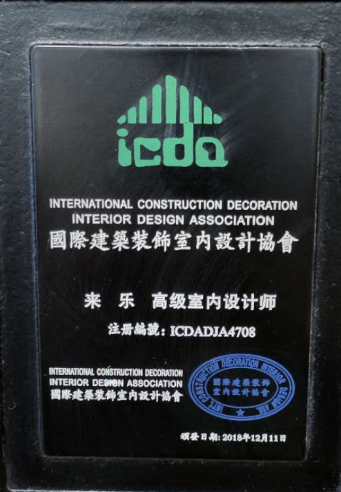 icda
INTERNATIONAL CONSTRUCTION DECORATION
INTERIOR DESIGN ASSOCIATION
國際建築裝飾室內設計協會
来 乐 高级室内设计师
注册編號: ICDADJA4708
INTERNATIONAL CONSTRUCTION DECORATION
INTERIOR DESIGN ASSOCIATION
國際建築裝飾室內設計協會
國際建築裝飾
室內設計協會
頒發日期: 2018年12月11日